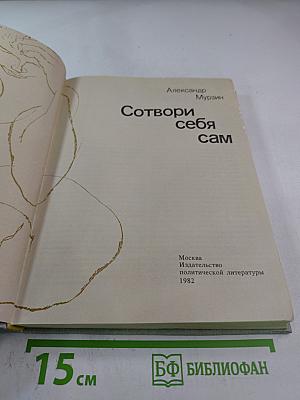 Александр
Мурзин
Сотвори
себя
сам
Москва
Издательство
политической литературы
1982
15 см
БФ БИБЛИОФАН